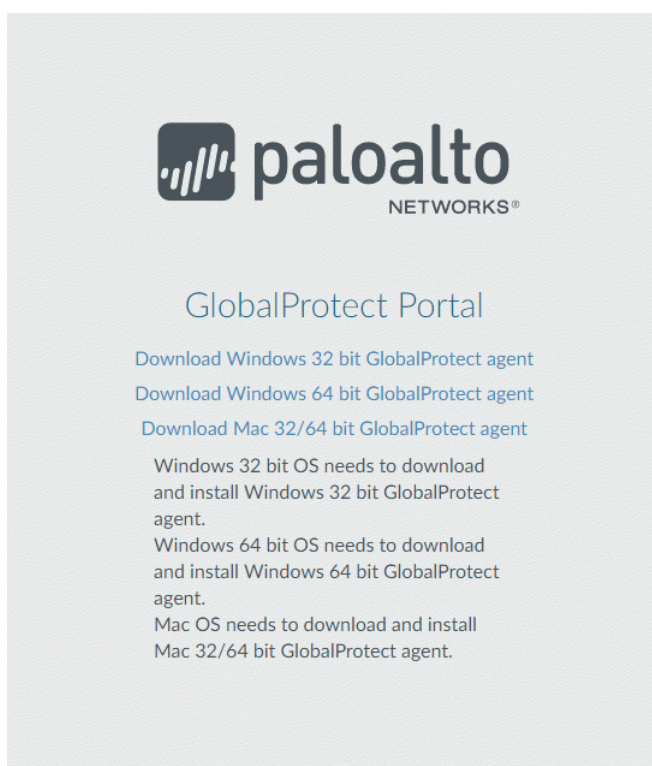 paloalto
NETWORKS®
GlobalProtect Portal
Download Windows 32 bit GlobalProtect agent
Download Windows 64 bit GlobalProtect agent
Download Mac 32/64 bit GlobalProtect agent
Windows 32 bit OS needs to download
and install Windows 32 bit GlobalProtect
agent.
Windows 64 bit OS needs to download
and install Windows 64 bit GlobalProtect
agent.
Mac OS needs to download and install
Mac 32/64 bit GlobalProtect agent.